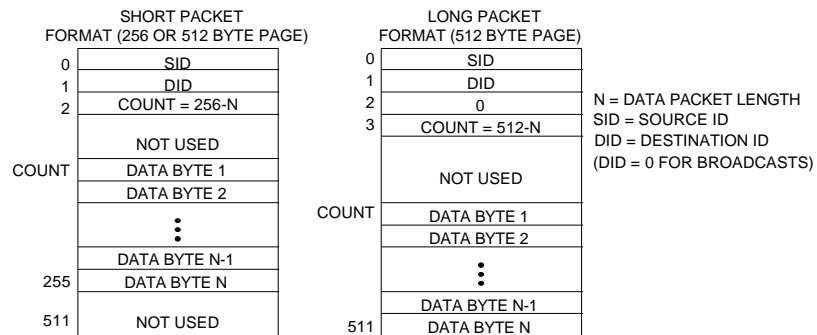 SHORT PACKET
FORMAT (256 OR 512 BYTE PAGE)
0 SID
1 DID
2 COUNT = 256-N
NOT USED
COUNT DATA BYTE 1
DATA BYTE 2
DATA BYTE N-1
255 DATA BYTE N
511 NOT USED
LONG PACKET
FORMAT (512 BYTE PAGE)
0 SID
1 DID
2 0
3 COUNT = 512-N
NOT USED
COUNT DATA BYTE 1
DATA BYTE 2
DATA BYTE N-1
511 DATA BYTE N
N = DATA PACKET LENGTH
SID = SOURCE ID
DID = DESTINATION ID
(DID = 0 FOR BROADCASTS)